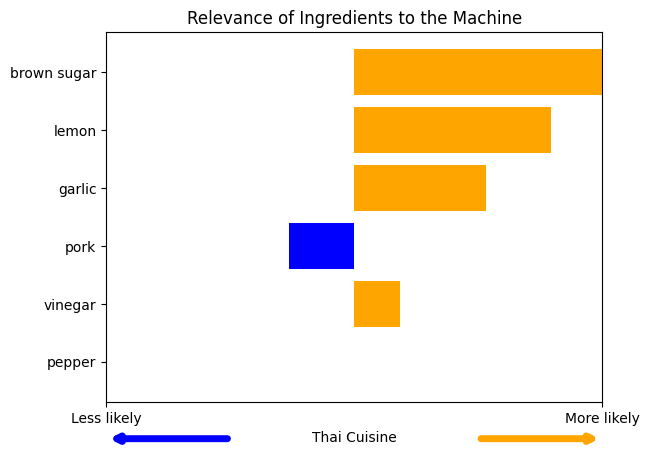 Relevance of Ingredients to the Machine
brown sugar
lemon
garlic
pork
vinegar
pepper
Less likely
More likely
Thai Cuisine